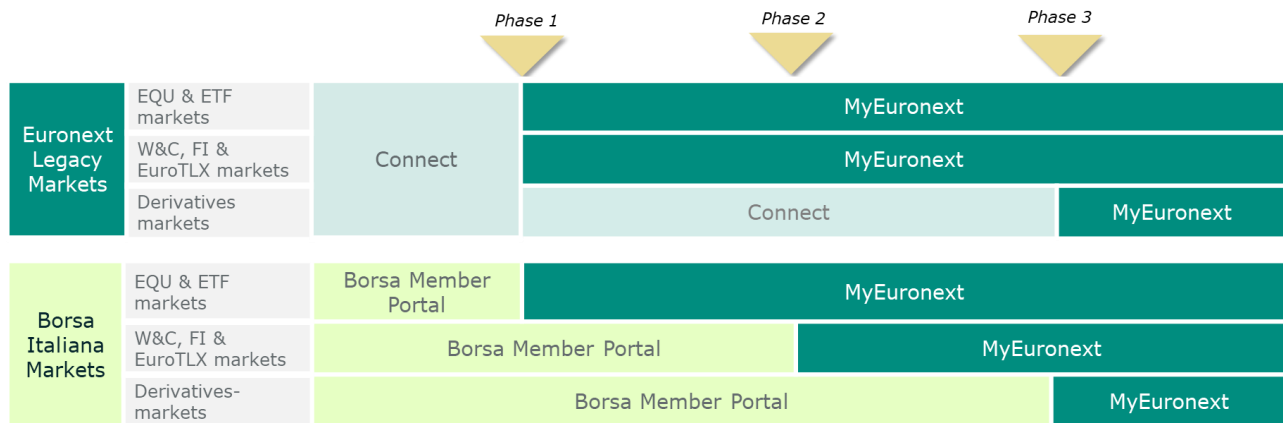 Phase 1
Phase 2
Phase 3
Euronext
Legacy
Markets
EQU & ETF
markets
Connect
MyEuronext
W&C, FI &
EuroTLX markets
MyEuronext
Derivatives
markets
Connect
MyEuronext
Borsa
Italiana
Markets
EQU & ETF
markets
Borsa Member
Portal
MyEuronext
W&C, FI &
EuroTLX markets
Borsa Member Portal
MyEuronext
Derivatives-
markets
Borsa Member Portal
MyEuronext